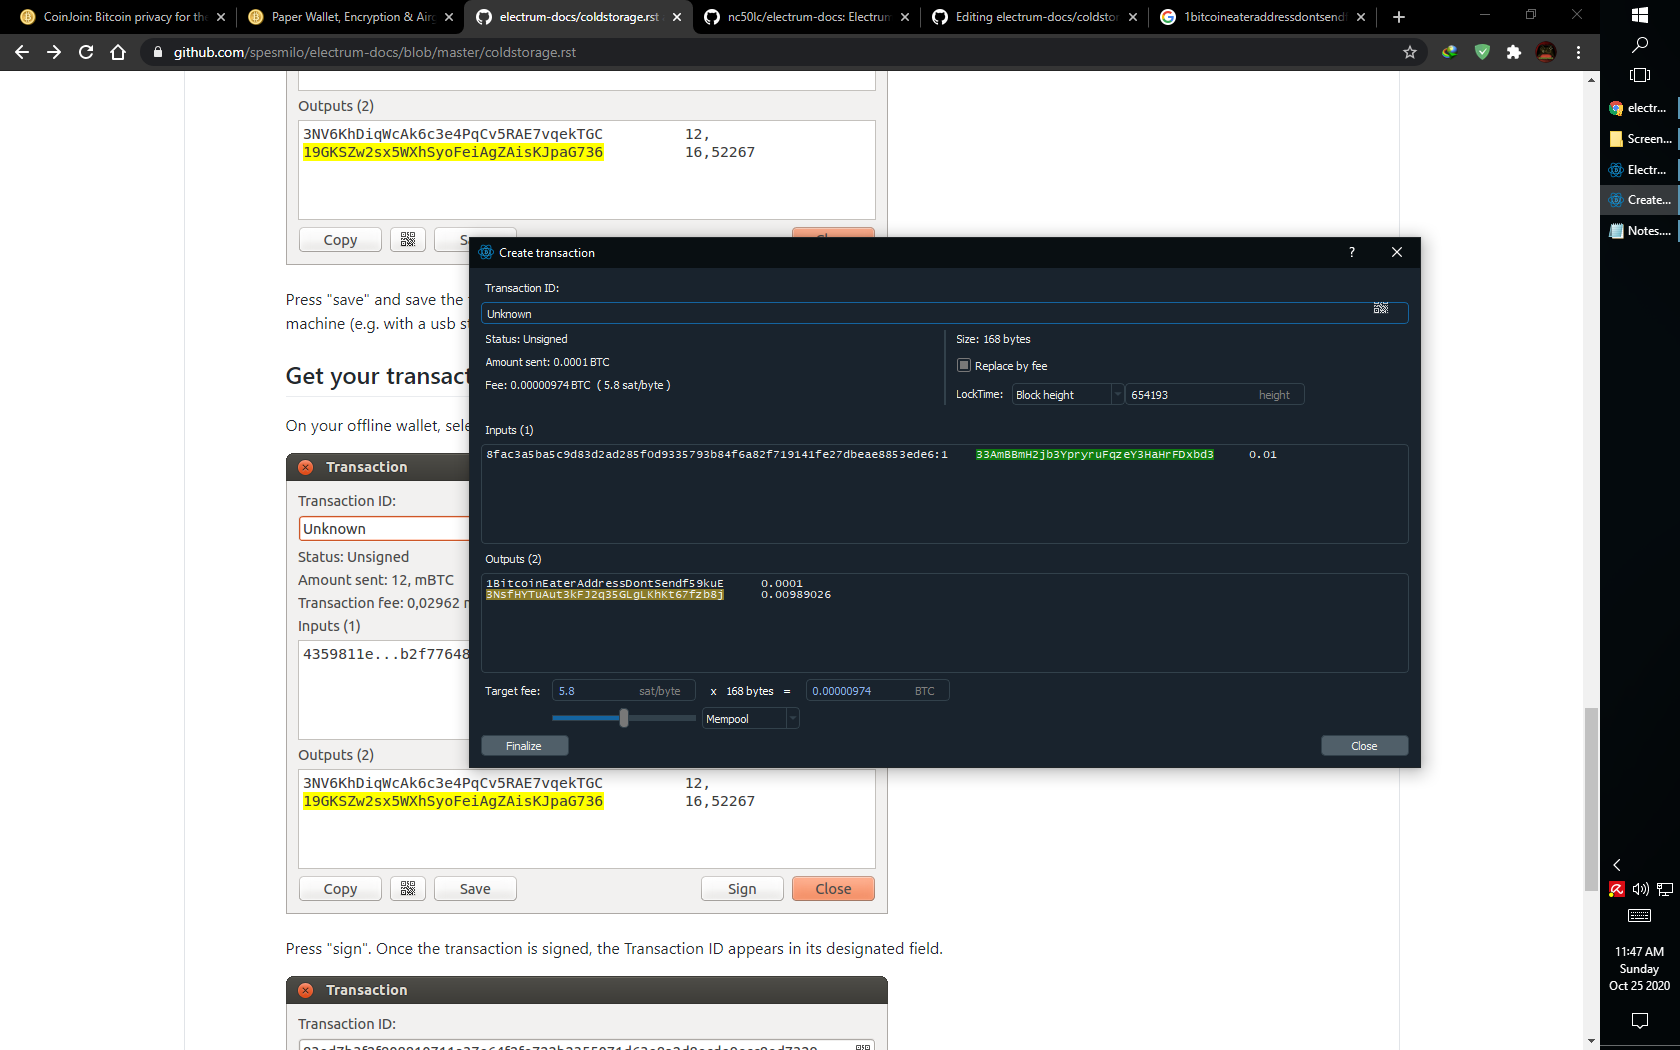 CoinJoin: Bitcoin privacy for the
Paper Wallet, Encryption & Air
electrum-docs/coldstorage.rst
nc50lc/electrum-docs: Electrum
Editing electrum-docs/coldstor
1bitcoineateraddressdontsend
github.com/spesmilo/electrum-docs/blob/master/coldstorage.rst
Outputs (2)
3NV6KhDiqWcAk6c3e4PqCv5RAE7vqekTGC 12,
19GKSZw2sx5WXhSyoFeiAgZAisKJpaG736 16,52267
Copy
Press "save" and save the
machine (e.g. with a usb st
Get your transact
On your offline wallet, sele
Transaction
Transaction ID:
Unknown
Status: Unsigned
Amount sent: 12, mBTC
Transaction fee: 0,02962 m
Inputs (1)
4359811e...b2f77648
Outputs (2)
3NV6KhDiqWcAk6c3e4PqCv5RAE7vqekTGC 12,
19GKSZw2sx5WXhSyoFeiAgZAisKJpaG736 16,52267
Copy Save Sign Close
Press "sign". Once the transaction is signed, the Transaction ID appears in its designated field.
Transaction
Transaction ID:
Create transaction ?
Transaction ID:
Unknown
Status: Unsigned
Amount sent: 0.0001 BTC
Fee: 0.00000974 BTC ( 5.8 sat/byte )
Size: 168 bytes
Replace by fee
LockTime: Block height 654193 height
Inputs (1)
8fac3a5ba5c9d83d2ad285f0d9335793b84f6a82f719141fe27dbeae8853ede6:1 33AmBBmH2jb3YpryruFqzeY3HaHrFDxbd3 0.01
Outputs (2)
1BitcoinEaterAddressDontSendf59kuE 0.0001
3NsfHYTuAut3kFJ2q35GLgLKhKt67fzb8j 0.00989026
Target fee: 5.8 sat/byte x 168 bytes = 0.00000974 BTC
Mempool
Finalize Close
electr...
Screen...
Electr...
Create...
Notes....
11:47 AM
Sunday
Oct 25 2020